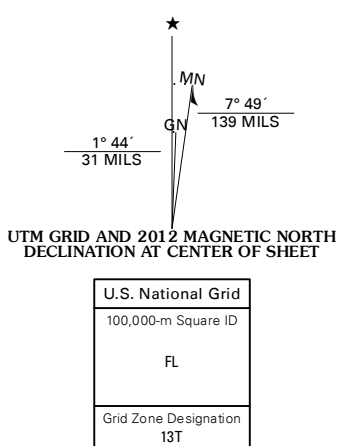 ★
MN
7° 49´
139 MILS
GN
1° 44´
31 MILS
UTM GRID AND 2012 MAGNETIC NORTH
DECLINATION AT CENTER OF SHEET
U.S. National Grid
100,000-m Square ID
FL
Grid Zone Designation
13T